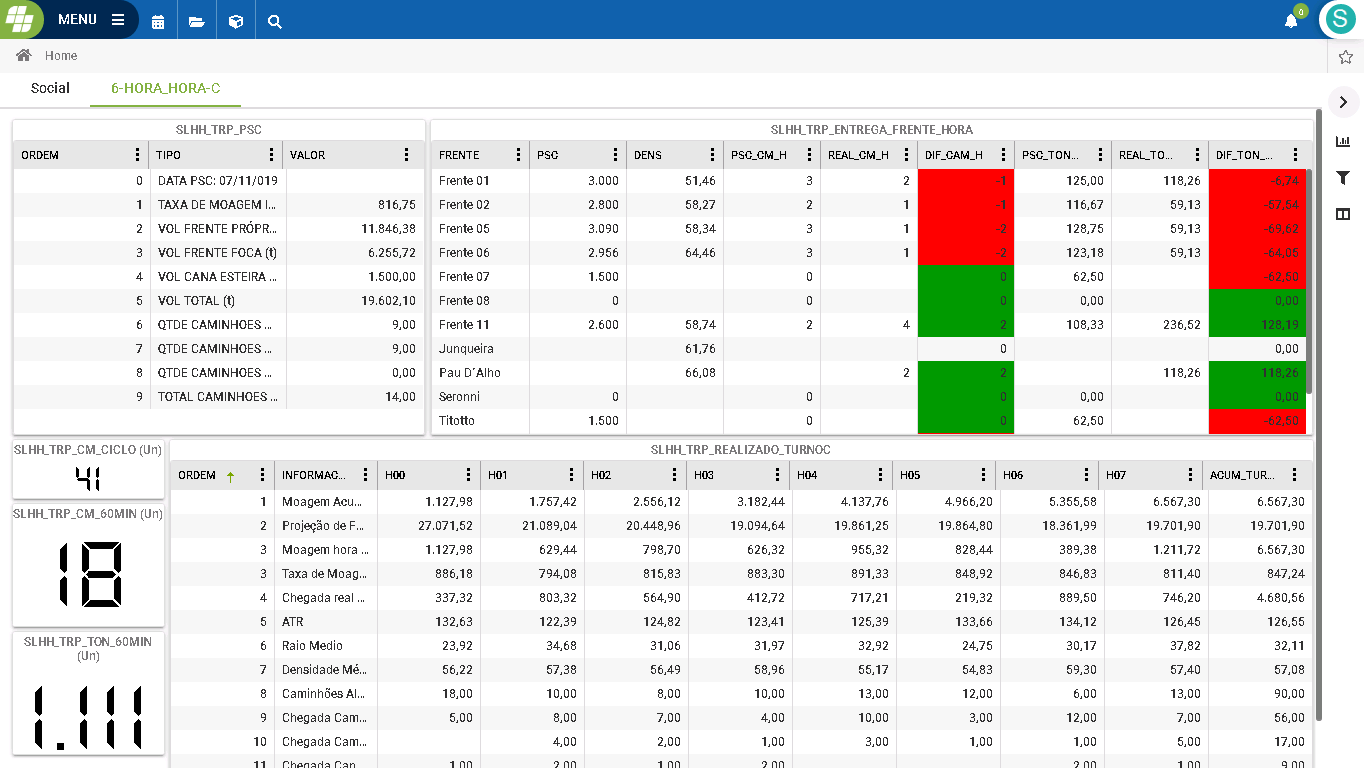 MENU
0
S
Home
Social 6-HORA_HORA-C
SLHH_TRP_PSC
ORDEM TIPO VALOR
0 DATA PSC: 07/11/019
1 TAXA DE MOAGEM I... 816,75
2 VOL FRENTE PRÓPR... 11.846,38
3 VOL FRENTE FOCA (t) 6.255,72
4 VOL CANA ESTEIRA ... 1.500,00
5 VOL TOTAL (t) 19.602,10
6 QTDE CAMINHOES ... 9,00
7 QTDE CAMINHOES ... 9,00
8 QTDE CAMINHOES ... 0,00
9 TOTAL CAMINHOES ... 14,00
SLHH_TRP_ENTREGA_FRENTE_HORA
FRENTE PSC DENS PSC_CM_H REAL_CM_H DIF_CAM_H PSC_TON... REAL_TO... DIF_TON_...
Frente 01 3.000 51,46 3 2 -1 125,00 118,26 -6,74
Frente 02 2.800 58,27 2 1 -1 116,67 59,13 -57,54
Frente 05 3.090 58,34 3 1 -2 128,75 59,13 -69,62
Frente 06 2.956 64,46 3 1 -2 123,18 59,13 -64,05
Frente 07 1.500 0 0 62,50 -62,50
Frente 08 0 0 0 0,00 0,00
Frente 11 2.600 58,74 2 4 2 108,33 236,52 128,19
Junqueira 61,76 0 0,00
Pau D´Alho 66,08 2 2 118,26 118,26
Seronni 0 0 0 0,00 0,00
Titotto 1.500 0 0 62,50 -62,50
SLHH_TRP_CM_CICLO (Un)
41
SLHH_TRP_CM_60MIN (Un)
18
SLHH_TRP_TON_60MIN
(Un)
1.111
SLHH_TRP_REALIZADO_TURNOC
ORDEM INFORMAC... H00 H01 H02 H03 H04 H05 H06 H07 ACUM_TUR...
1 Moagem Acu... 1.127,98 1.757,42 2.556,12 3.182,44 4.137,76 4.966,20 5.355,58 6.567,30 6.567,30
2 Projeção de F... 27.071,52 21.089,04 20.448,96 19.094,64 19.861,25 19.864,80 18.361,99 19.701,90 19.701,90
3 Moagem hora ... 1.127,98 629,44 798,70 626,32 955,32 828,44 389,38 1.211,72 6.567,30
3 Taxa de Moag... 886,18 794,08 815,83 883,30 891,33 848,92 846,83 811,40 847,24
4 Chegada real ... 337,32 803,32 564,90 412,72 717,21 219,32 889,50 746,20 4.680,56
5 ATR 132,63 122,39 124,82 123,41 125,39 133,66 134,12 126,45 126,55
6 Raio Medio 23,92 34,68 31,06 31,97 32,92 24,75 30,17 37,82 32,11
7 Densidade Mé... 56,22 57,38 56,49 58,96 55,17 54,83 59,30 57,40 57,08
8 Caminhões Al... 18,00 10,00 8,00 10,00 13,00 12,00 6,00 13,00 90,00
9 Chegada Cam... 5,00 8,00 7,00 4,00 10,00 3,00 12,00 7,00 56,00
10 Chegada Cam... 4,00 2,00 1,00 3,00 1,00 1,00 5,00 17,00
11 Chegada Can... 1,00 2,00 1,00 2,00 2,00 1,00 9,00